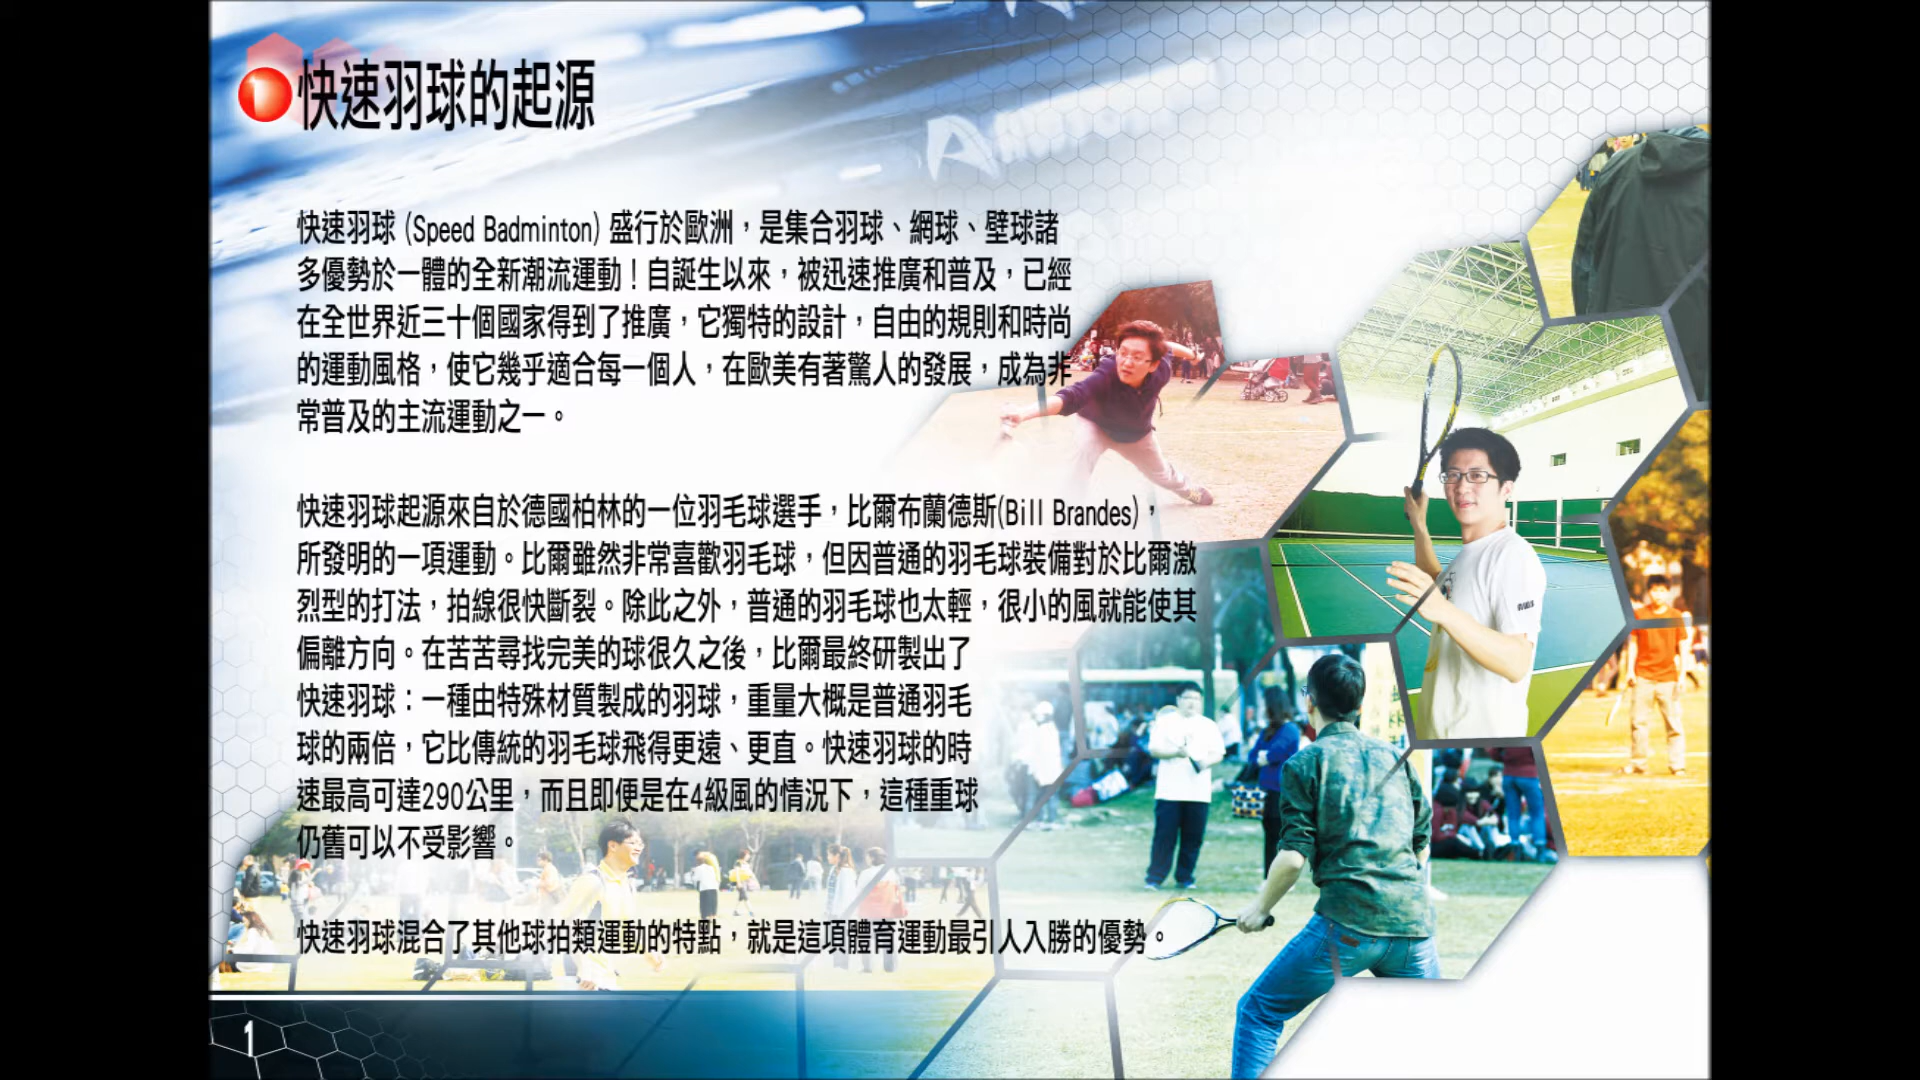 1 快速羽球的起源
快速羽球 (Speed Badminton) 盛行於歐洲，是集合羽球、網球、壁球諸
多優勢於一體的全新潮流運動！自誕生以來，被迅速推廣和普及，已經
在全世界近三十個國家得到了推廣，它獨特的設計，自由的規則和時尚
的運動風格，使它幾乎適合每一個人，在歐美有著驚人的發展，成為非
常普及的主流運動之一。
快速羽球起源來自於德國柏林的一位羽毛球選手，比爾布蘭德斯(Bill Brandes)，
所發明的一項運動。比爾雖然非常喜歡羽毛球，但因普通的羽毛球裝備對於比爾激
烈型的打法，拍線很快斷裂。除此之外，普通的羽毛球也太輕，很小的風就能使其
偏離方向。在苦苦尋找完美的球很久之後，比爾最終研製出了
快速羽球：一種由特殊材質製成的羽球，重量大概是普通羽毛
球的兩倍，它比傳統的羽毛球飛得更遠、更直。快速羽球的時
速最高可達290公里，而且即便是在4級風的情況下，這種重球
仍舊可以不受影響。
快速羽球混合了其他球拍類運動的特點，就是這項體育運動最引人入勝的優勢。
1